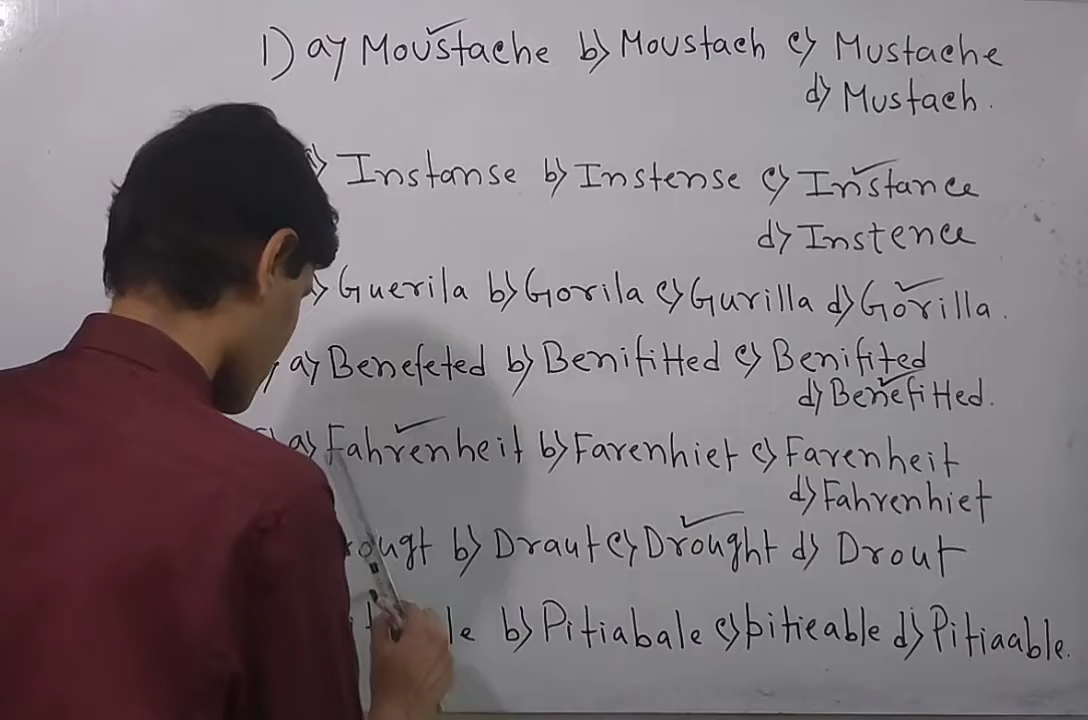 1) a) Moustache b) Moustach c) Mustache
d) Mustach.
Instanse b) Instense c) Instance
d) Instence
Guerila b) Gorila c) Gurilla d) Gorilla.
a) Benefeted b) Benifitted c) Benifited
d) Benefitted.
a) Fahrenheit b) Farenhiet c) Farenheit
d) Fahrenhiet
rought b) Draut c) Drought d) Drout
b) Pitiabale c) pitieable d) Pitiaable.